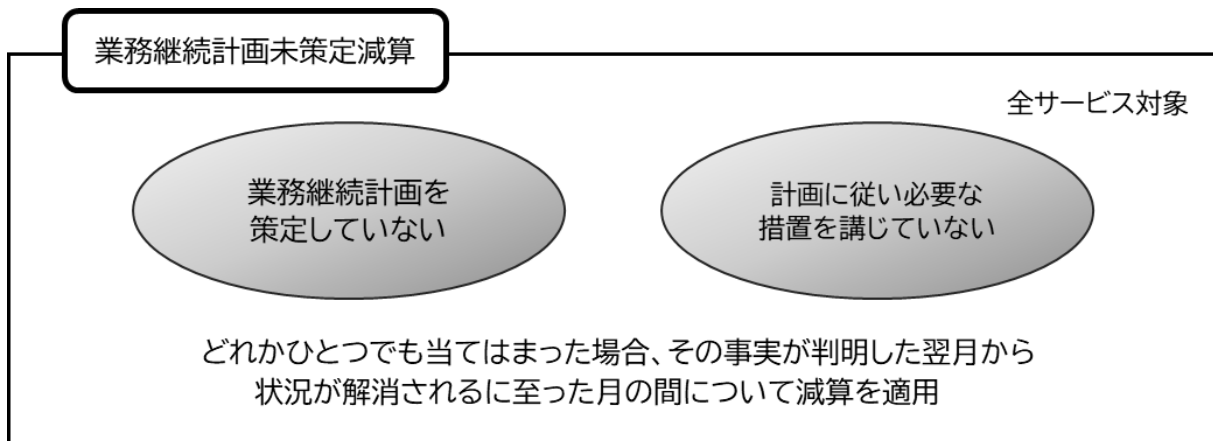 業務継続計画未策定減算
全サービス対象
業務継続計画を
策定していない
計画に従い必要な
措置を講じていない
どれかひとつでも当てはまった場合、その事実が判明した翌月から
状況が解消されるに至った月の間について減算を適用